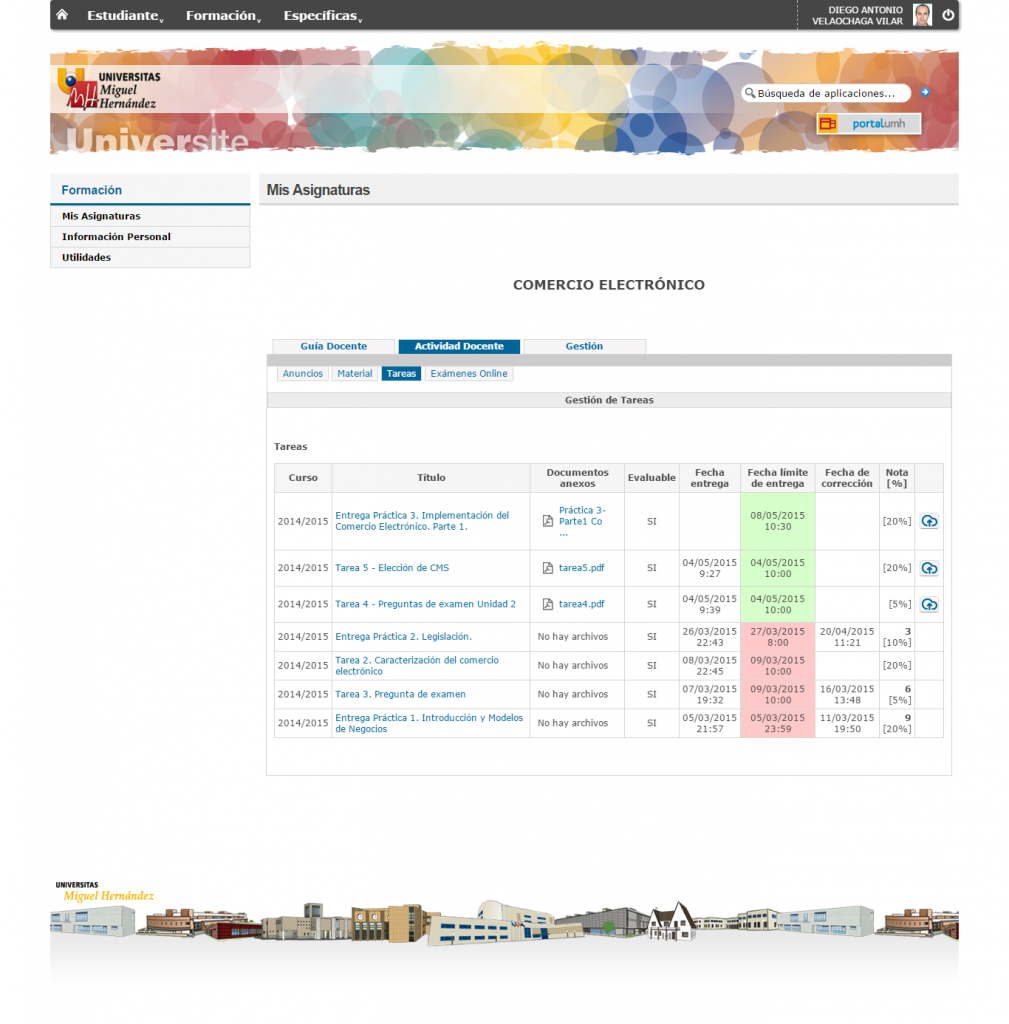 Estudiante Formación Específicas
DIEGO ANTONIO
VELAOCHAGA VILAR
UNIVERSITAS
Miguel
Hernández
Búsqueda de aplicaciones...
portalumh
Universite
Formación
Mis Asignaturas
Información Personal
Utilidades
Mis Asignaturas
COMERCIO ELECTRÓNICO
Guía Docente Actividad Docente Gestión
Anuncios Material Tareas Exámenes Online
Gestión de Tareas
Tareas
Curso Título Documentos anexos Evaluable Fecha entrega Fecha límite de entrega Fecha de corrección Nota [%]
2014/2015 Entrega Práctica 3. Implementación del Comercio Electrónico. Parte 1. Práctica 3-Parte1 Co ... SI 08/05/2015 10:30 [20%]
2014/2015 Tarea 5 - Elección de CMS tarea5.pdf SI 04/05/2015 9:27 04/05/2015 10:00 [20%]
2014/2015 Tarea 4 - Preguntas de examen Unidad 2 tarea4.pdf SI 04/05/2015 9:39 04/05/2015 10:00 [5%]
2014/2015 Entrega Práctica 2. Legislación. No hay archivos SI 26/03/2015 22:43 27/03/2015 8:00 20/04/2015 11:21 3 [10%]
2014/2015 Tarea 2. Caracterización del comercio electrónico No hay archivos SI 08/03/2015 22:45 09/03/2015 10:00 [20%]
2014/2015 Tarea 3. Pregunta de examen No hay archivos SI 07/03/2015 19:32 09/03/2015 10:00 16/03/2015 13:48 6 [5%]
2014/2015 Entrega Práctica 1. Introducción y Modelos de Negocios No hay archivos SI 05/03/2015 21:57 05/03/2015 23:59 11/03/2015 19:50 9 [20%]
UNIVERSITAS
Miguel Hernández